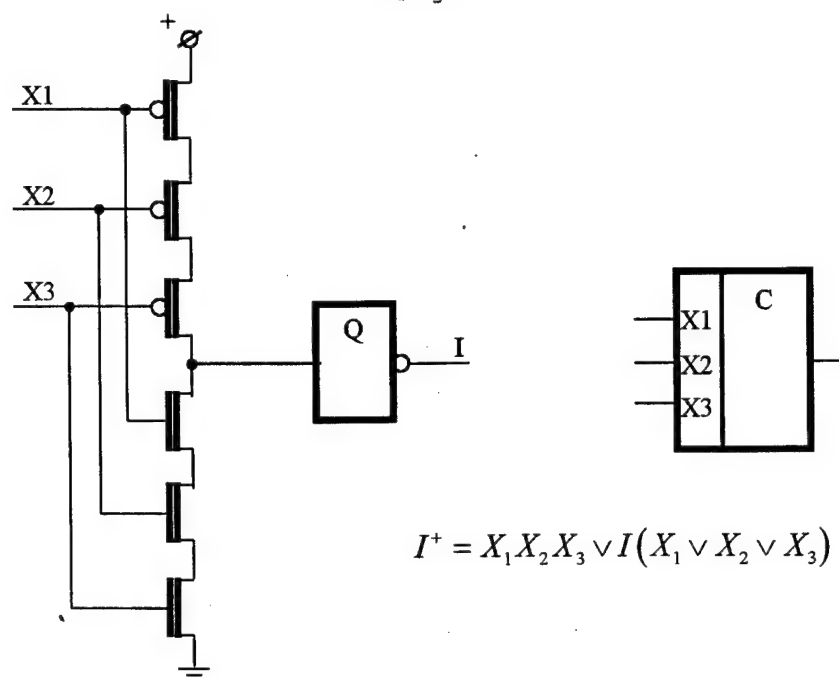 +
X1
X2
X3
Q
I
C
X1
X2
X3
I⁺ = X₁X₂X₃ ∨ I(X₁ ∨ X₂ ∨ X₃)